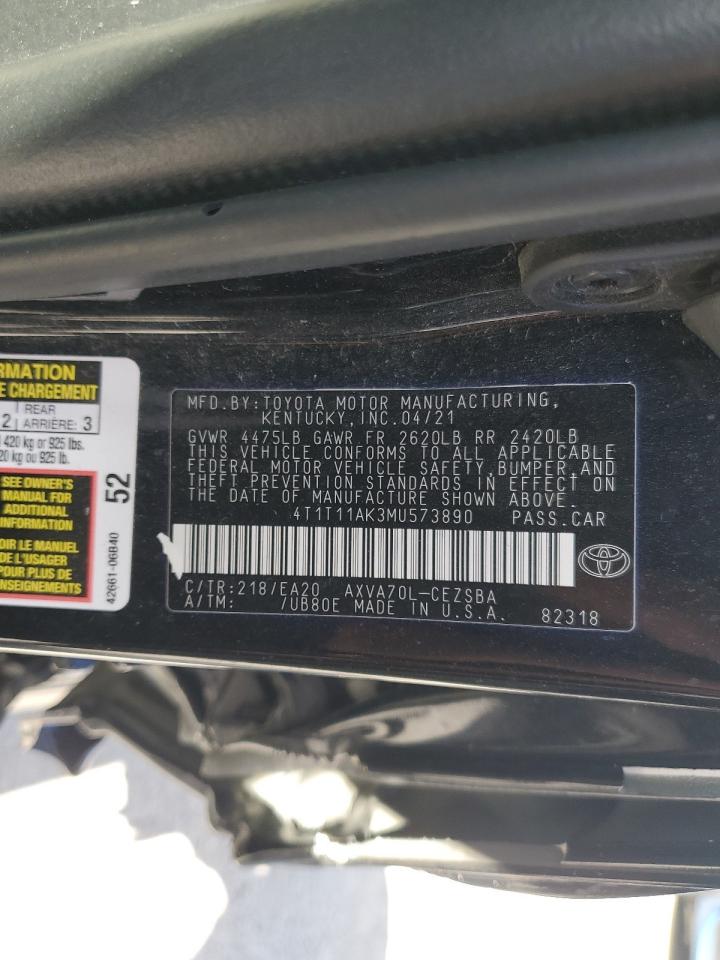 RMATION
E CHARGEMENT
2 REAR
ARRIÈRE: 3
420 kg or 925 lbs.
20 kg ou 925 lb.
SEE OWNER'S
MANUAL FOR
ADDITIONAL
INFORMATION
OIR LE MANUEL
DE L'USAGER
POUR PLUS DE
ENSEIGNEMENTS
52
42661-06B40
MFD.BY:TOYOTA MOTOR MANUFACTURING,
KENTUCKY,INC.04/21
GVWR 4475LB GAWR FR 2620LB RR 2420LB
THIS VEHICLE CONFORMS TO ALL APPLICABLE
FEDERAL MOTOR VEHICLE SAFETY,BUMPER,AND
THEFT PREVENTION STANDARDS IN EFFECT ON
THE DATE OF MANUFACTURE SHOWN ABOVE.
4T1T11AK3MU573890 PASS.CAR
C/TR:218/EA20 AXVA70L-CEZSBA
A/TM: /UB80E MADE IN U.S.A. 82318